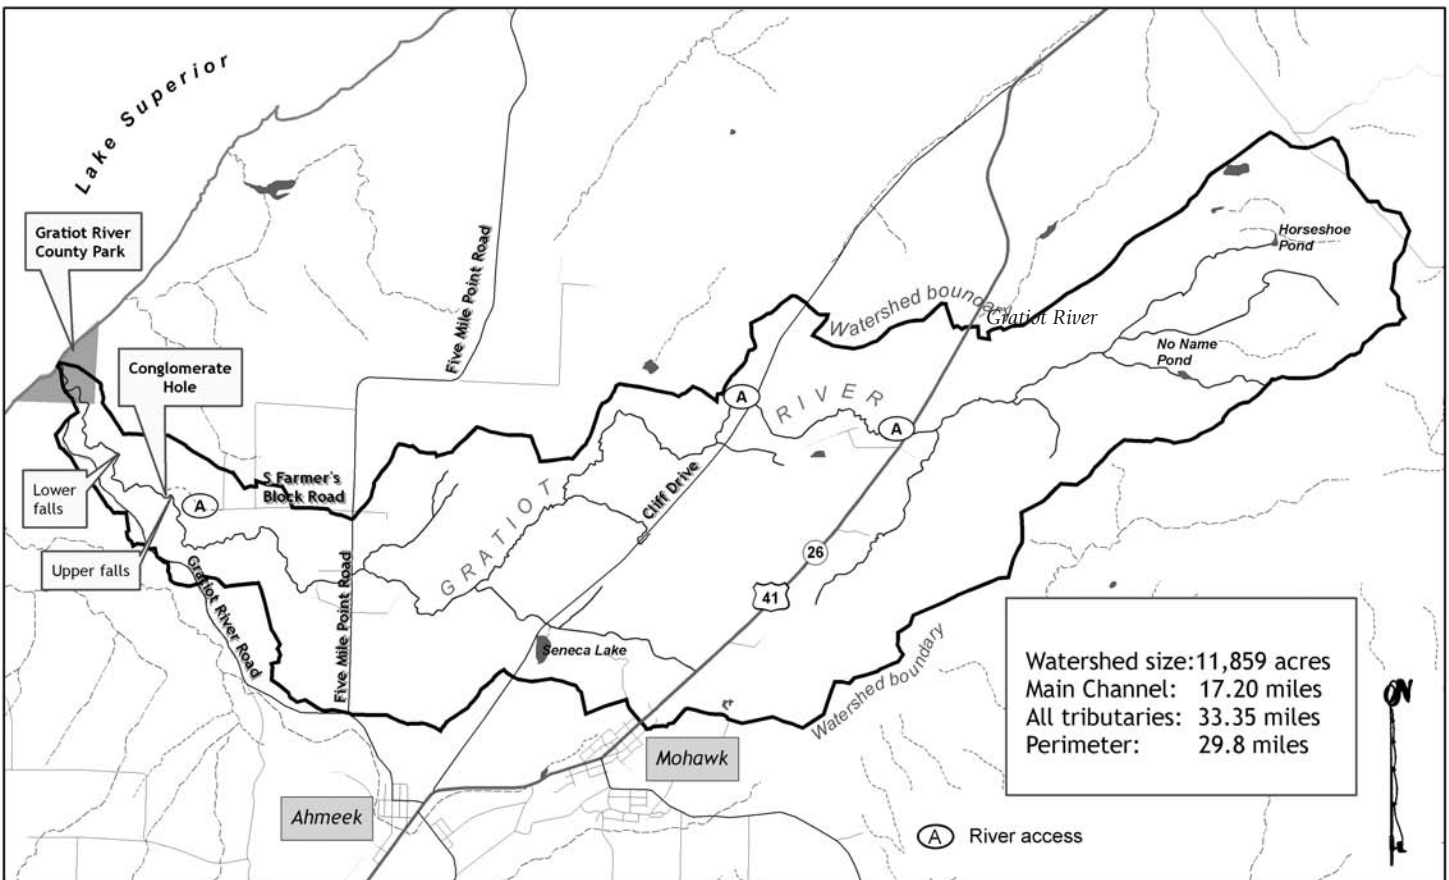 Lake Superior
Gratiot River
County Park
Conglomerate
Hole
Five Mile Point Road
Watershed boundary
Gratiot River
Horseshoe
Pond
No Name
Pond
A
RIVER
A
S Farmer's
Block Road
Lower
falls
A
Cliff Drive
GRATIOT
Upper falls
Gratiot River Road
Five Mile Point Road
26
41
Seneca Lake
Watershed boundary
Watershed size:11,859 acres
Main Channel: 17.20 miles
All tributaries: 33.35 miles
Perimeter: 29.8 miles
N
Mohawk
Ahmeek
A River access